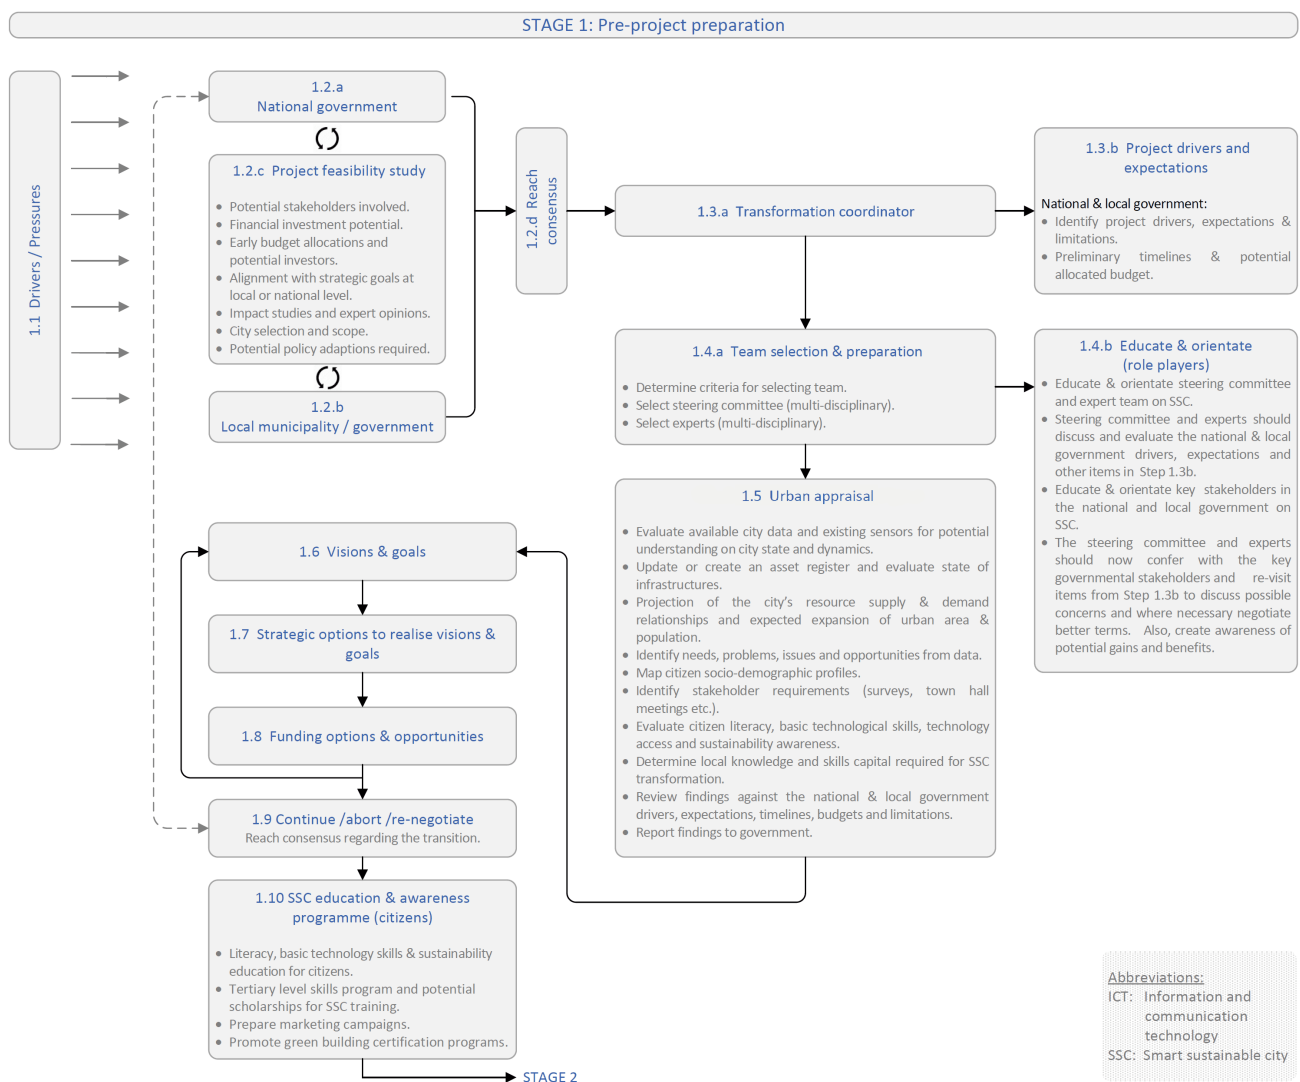 STAGE 1: Pre-project preparation
1.1 Drivers / Pressures
1.2.a
National government
1.2.c Project feasibility study
• Potential stakeholders involved.
• Financial investment potential.
• Early budget allocations and
potential investors.
• Alignment with strategic goals at
local or national level.
• Impact studies and expert opinions.
• City selection and scope.
• Potential policy adaptions required.
1.2.b
Local municipality / government
1.2.d Reach
consensus
1.3.a Transformation coordinator
1.3.b Project drivers and
expectations
National & local government:
• Identify project drivers, expectations &
limitations.
• Preliminary timelines & potential
allocated budget.
1.4.a Team selection & preparation
• Determine criteria for selecting team.
• Select steering committee (multi-disciplinary).
• Select experts (multi-disciplinary).
1.4.b Educate & orientate
(role players)
• Educate & orientate steering committee
and expert team on SSC.
• Steering committee and experts should
discuss and evaluate the national & local
government drivers, expectations and
other items in Step 1.3b.
• Educate & orientate key stakeholders in
the national and local government on
SSC.
• The steering committee and experts
should now confer with the key
governmental stakeholders and re-visit
items from Step 1.3b to discuss possible
concerns and where necessary negotiate
better terms. Also, create awareness of
potential gains and benefits.
1.5 Urban appraisal
• Evaluate available city data and existing sensors for potential
understanding on city state and dynamics.
• Update or create an asset register and evaluate state of
infrastructures.
• Projection of the city's resource supply & demand
relationships and expected expansion of urban area &
population.
• Identify needs, problems, issues and opportunities from data.
• Map citizen socio-demographic profiles.
• Identify stakeholder requirements (surveys, town hall
meetings etc.).
• Evaluate citizen literacy, basic technological skills, technology
access and sustainability awareness.
• Determine local knowledge and skills capital required for SSC
transformation.
• Review findings against the national & local government
drivers, expectations, timelines, budgets and limitations.
• Report findings to government.
1.6 Visions & goals
1.7 Strategic options to realise visions &
goals
1.8 Funding options & opportunities
1.9 Continue /abort /re-negotiate
Reach consensus regarding the transition.
1.10 SSC education & awareness
programme (citizens)
• Literacy, basic technology skills & sustainability
education for citizens.
• Tertiary level skills program and potential
scholarships for SSC training.
• Prepare marketing campaigns.
• Promote green building certification programs.
STAGE 2
Abbreviations:
ICT: Information and
communication
technology
SSC: Smart sustainable city